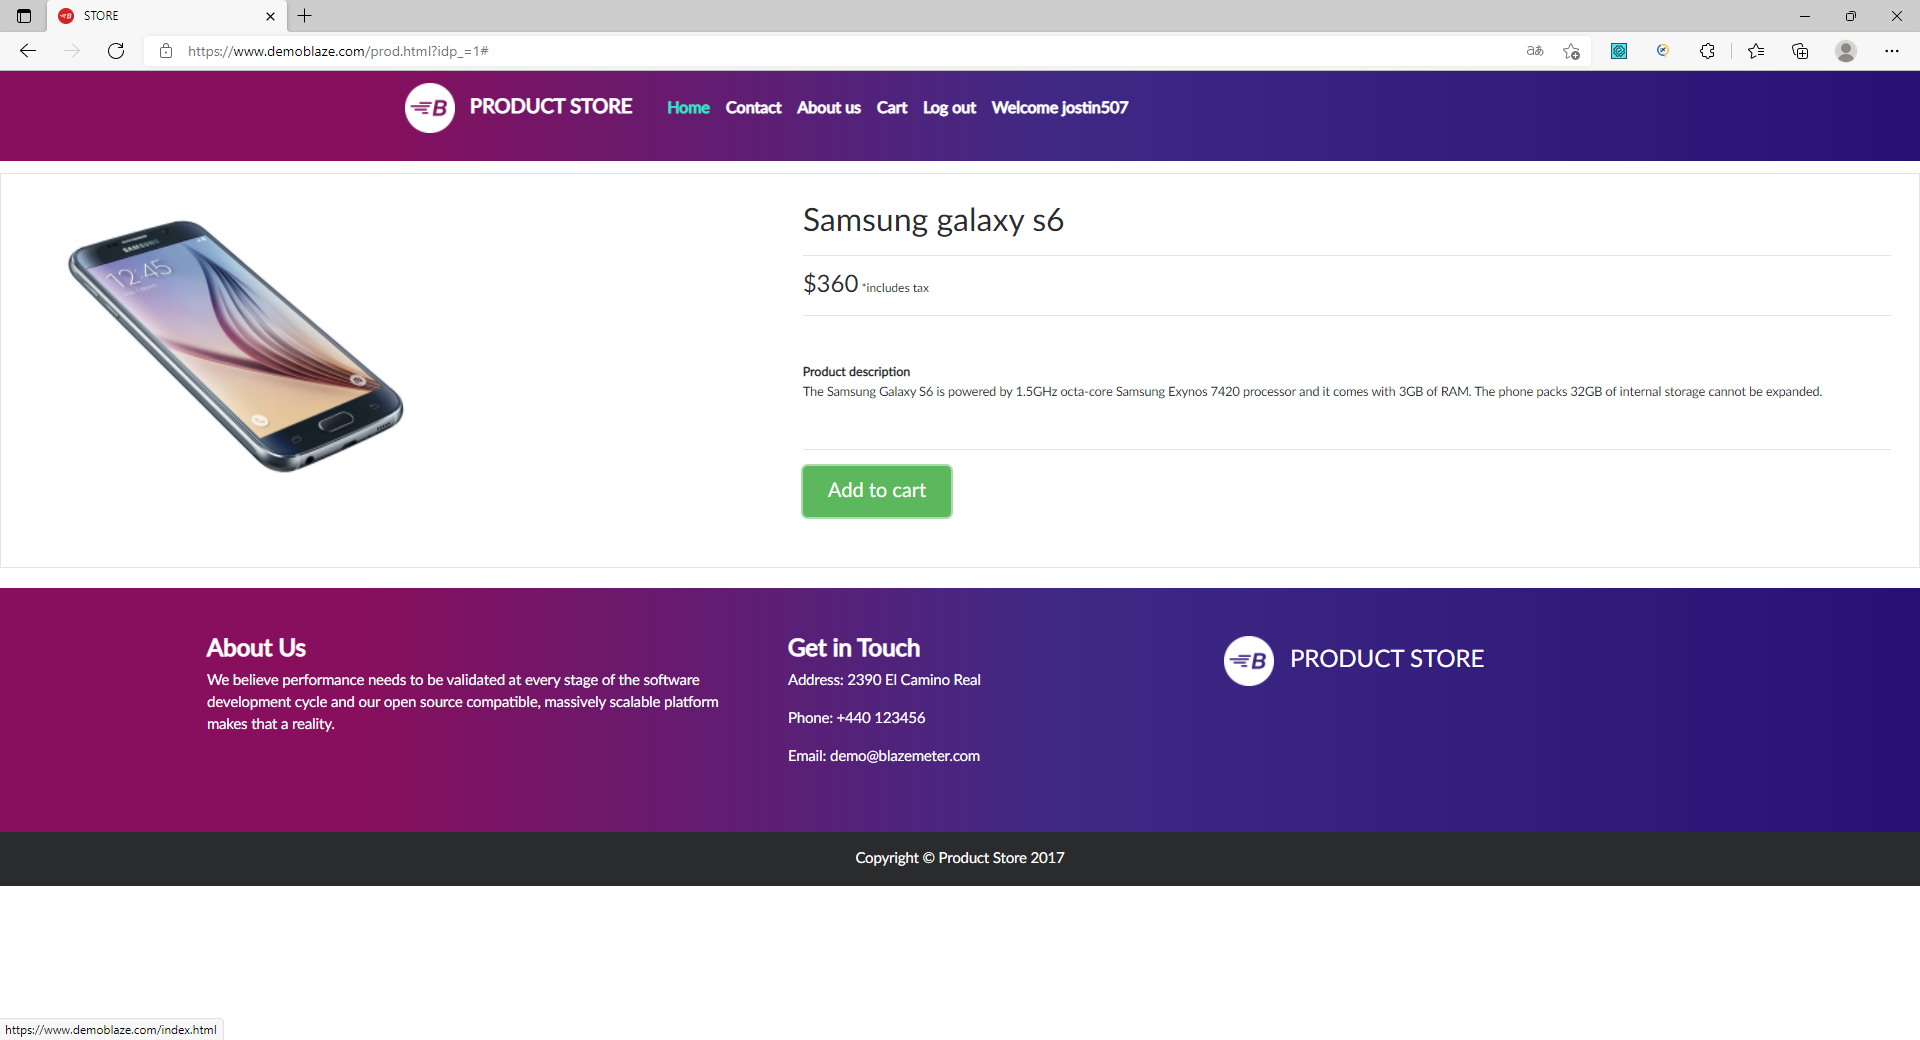 STORE
https://www.demoblaze.com/prod.html?idp_=1#
PRODUCT STORE
Home Contact About us Cart Log out Welcome jostin507
SAMSUNG
12:45
Samsung galaxy s6
$360 *includes tax
Product description
The Samsung Galaxy S6 is powered by 1.5GHz octa-core Samsung Exynos 7420 processor and it comes with 3GB of RAM. The phone packs 32GB of internal storage cannot be expanded.
Add to cart
About Us
We believe performance needs to be validated at every stage of the software
development cycle and our open source compatible, massively scalable platform
makes that a reality.
Get in Touch
Address: 2390 El Camino Real
Phone: +440 123456
Email: demo@blazemeter.com
PRODUCT STORE
Copyright © Product Store 2017
https://www.demoblaze.com/index.html